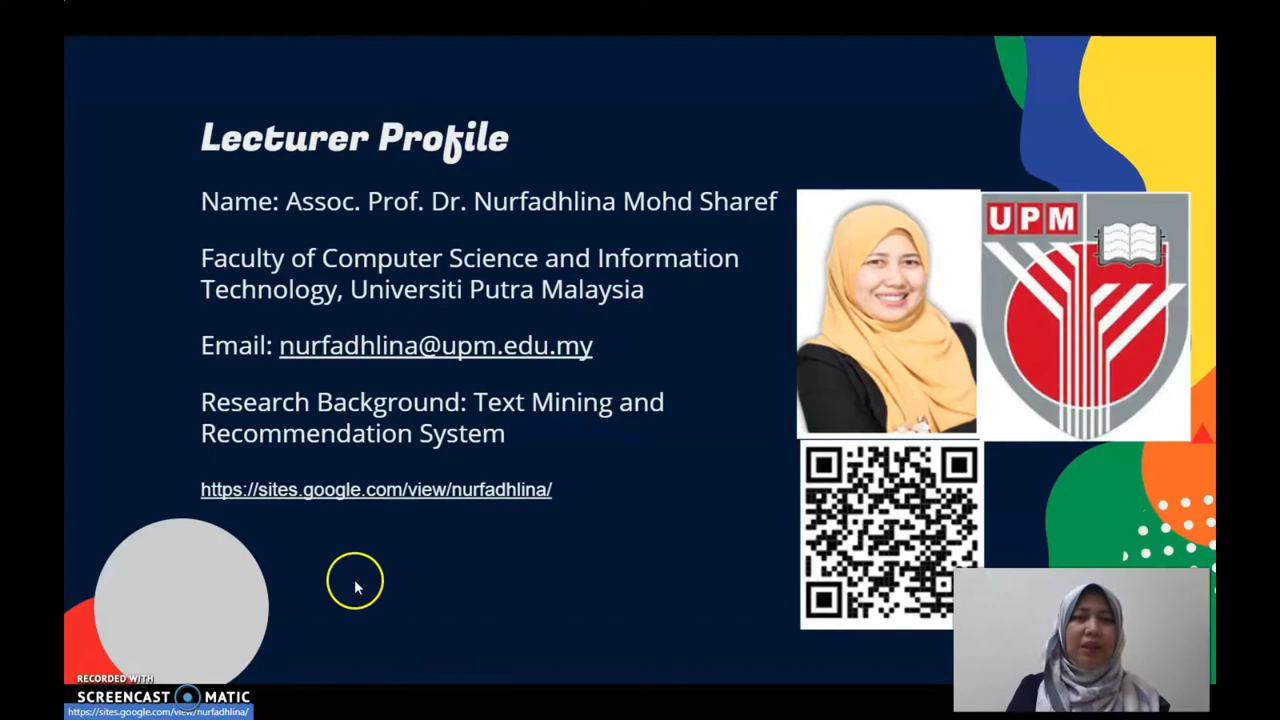 Lecturer Profile
Name: Assoc. Prof. Dr. Nurfadhlina Mohd Sharef
Faculty of Computer Science and Information
Technology, Universiti Putra Malaysia
Email: nurfadhlina@upm.edu.my
Research Background: Text Mining and
Recommendation System
https://sites.google.com/view/nurfadhlina/
UPM
RECORDED WITH
SCREENCAST MATIC
https://sites.google.com/view/nurfadhlina/